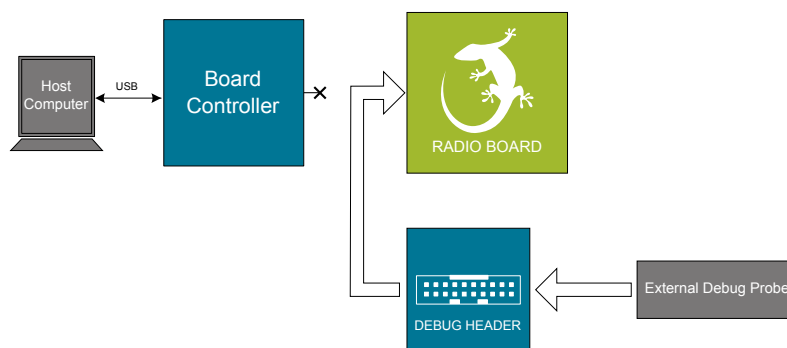 Host
Computer
USB
Board
Controller
RADIO BOARD
DEBUG HEADER
External Debug Probe